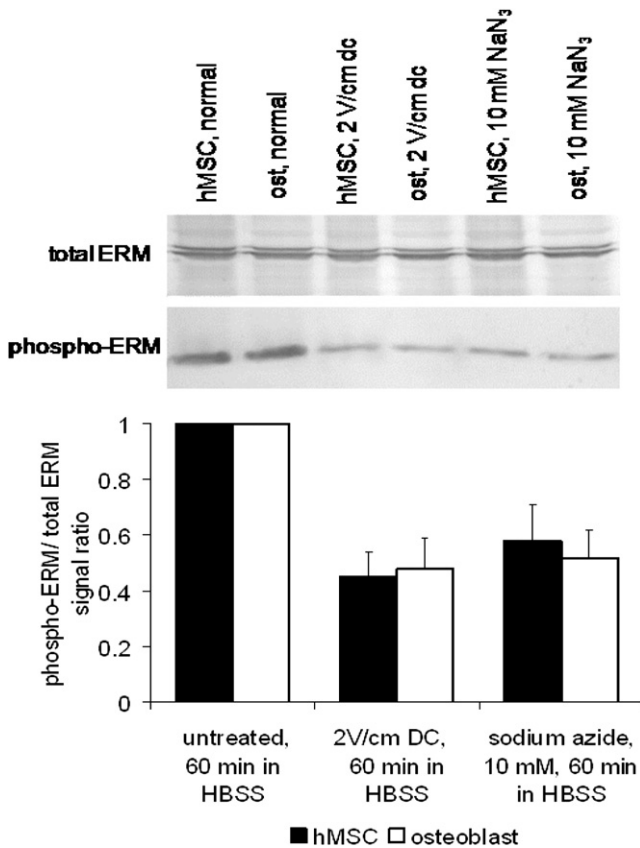 hMSC, normal
ost, normal
hMSC, 2 V/cm dc
ost, 2 V/cm dc
hMSC, 10 mM NaN3
ost, 10 mM NaN3
total ERM
phospho-ERM
phospho-ERM/ total ERM
signal ratio
1
0.8
0.6
0.4
0.2
0
untreated,
60 min in
HBSS
2V/cm DC,
60 min in
HBSS
sodium azide,
10 mM, 60 min
in HBSS
hMSC
osteoblast